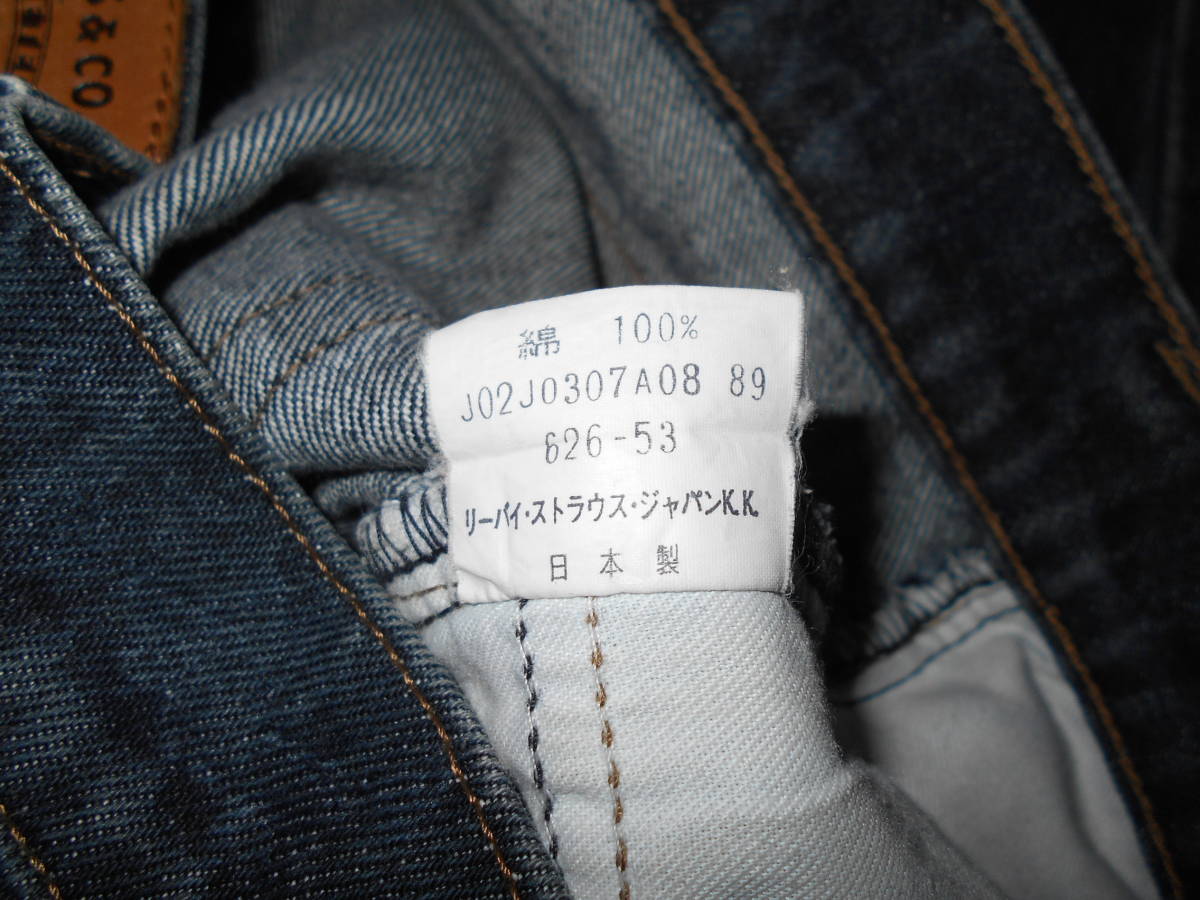 綿 100%
J02J0307A08 89
626-53
リーバイ・ストラウス・ジャパンK.K.
日本製
& CO